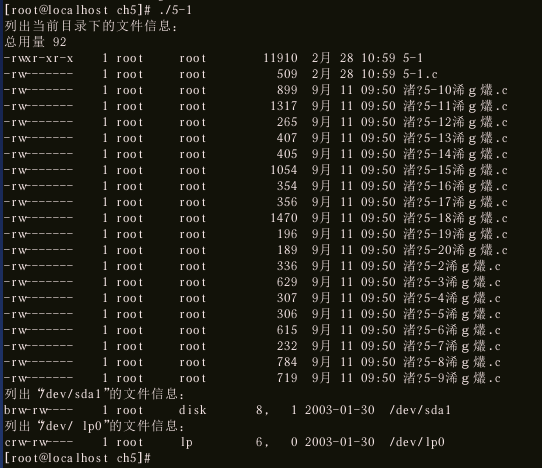 [root@localhost ch5]# ./5-1
列出当前目录下的文件信息:
总用量 92
-rwxr-xr-x 1 root root 11910 2月 28 10:59 5-1
-rw------- 1 root root 509 2月 28 10:59 5-1.c
-rw------- 1 root root 899 9月 11 09:50 渚?5-10浠g爜.c
-rw------- 1 root root 1317 9月 11 09:50 渚?5-11浠g爜.c
-rw------- 1 root root 265 9月 11 09:50 渚?5-12浠g爜.c
-rw------- 1 root root 407 9月 11 09:50 渚?5-13浠g爜.c
-rw------- 1 root root 405 9月 11 09:50 渚?5-14浠g爜.c
-rw------- 1 root root 1054 9月 11 09:50 渚?5-15浠g爜.c
-rw------- 1 root root 354 9月 11 09:50 渚?5-16浠g爜.c
-rw------- 1 root root 356 9月 11 09:50 渚?5-17浠g爜.c
-rw------- 1 root root 1470 9月 11 09:50 渚?5-18浠g爜.c
-rw------- 1 root root 196 9月 11 09:50 渚?5-19浠g爜.c
-rw------- 1 root root 189 9月 11 09:50 渚?5-20浠g爜.c
-rw------- 1 root root 336 9月 11 09:50 渚?5-2浠g爜.c
-rw------- 1 root root 629 9月 11 09:50 渚?5-3浠g爜.c
-rw------- 1 root root 307 9月 11 09:50 渚?5-4浠g爜.c
-rw------- 1 root root 306 9月 11 09:50 渚?5-5浠g爜.c
-rw------- 1 root root 615 9月 11 09:50 渚?5-6浠g爜.c
-rw------- 1 root root 232 9月 11 09:50 渚?5-7浠g爜.c
-rw------- 1 root root 784 9月 11 09:50 渚?5-8浠g爜.c
-rw------- 1 root root 719 9月 11 09:50 渚?5-9浠g爜.c
列出“/dev/sda1”的文件信息:
brw-rw---- 1 root disk 8, 1 2003-01-30 /dev/sda1
列出“/dev/ lp0”的文件信息:
crw-rw---- 1 root lp 6, 0 2003-01-30 /dev/lp0
[root@localhost ch5]#